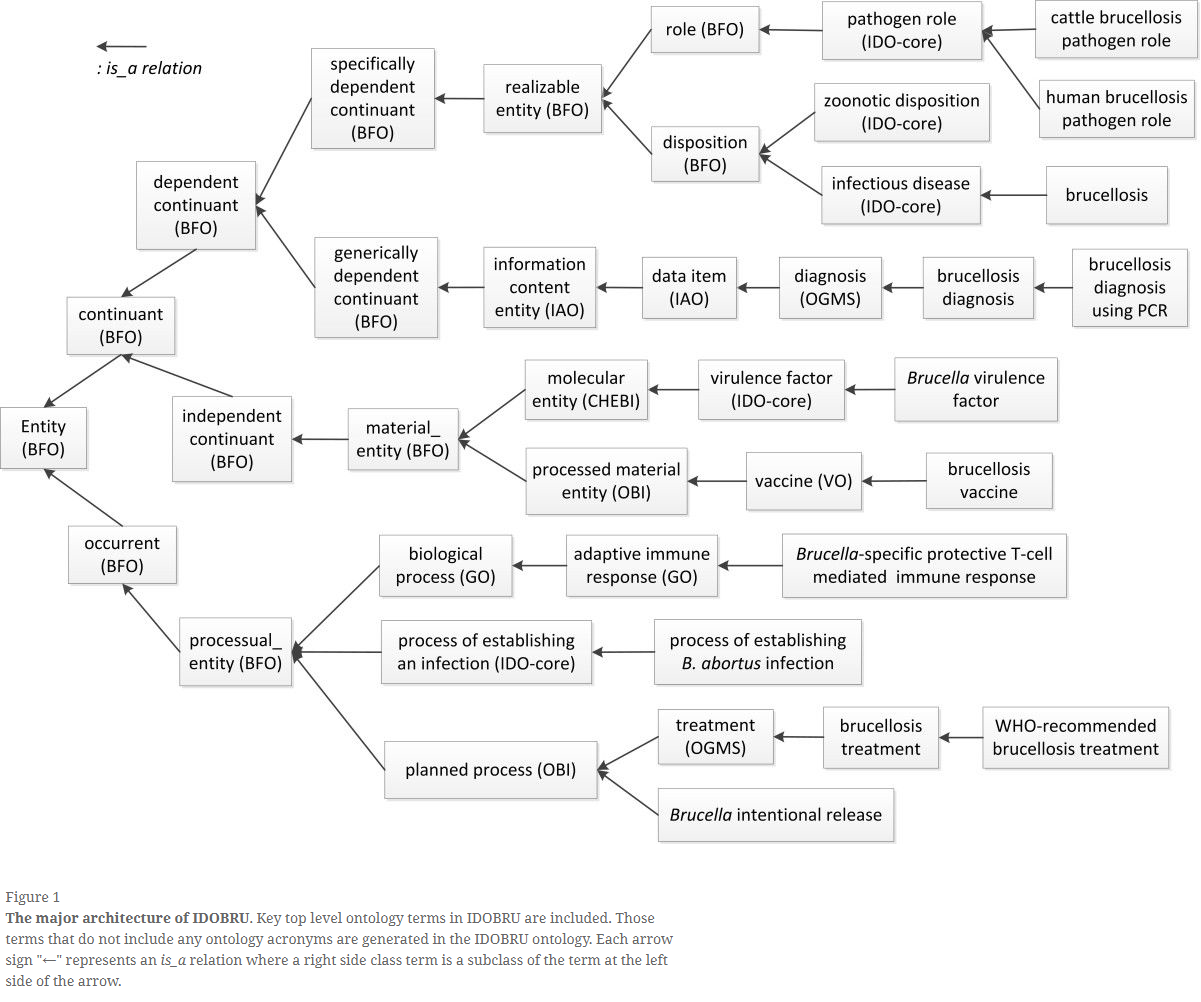 : is_a relation
role (BFO)
pathogen role
(IDO-core)
cattle brucellosis
pathogen role
human brucellosis
pathogen role
specifically
dependent
continuant
(BFO)
realizable
entity (BFO)
zoonotic disposition
(IDO-core)
disposition
(BFO)
infectious disease
(IDO-core)
brucellosis
dependent
continuant
(BFO)
generically
dependent
continuant
(BFO)
information
content
entity (IAO)
data item
(IAO)
diagnosis
(OGMS)
brucellosis
diagnosis
brucellosis
diagnosis
using PCR
continuant
(BFO)
Entity
(BFO)
independent
continuant
(BFO)
material_
entity (BFO)
molecular
entity (CHEBI)
virulence factor
(IDO-core)
Brucella virulence
factor
processed material
entity (OBI)
vaccine (VO)
brucellosis
vaccine
occurrent
(BFO)
processual_
entity (BFO)
biological
process (GO)
adaptive immune
response (GO)
Brucella-specific protective T-cell
mediated immune response
process of establishing
an infection (IDO-core)
process of establishing
B. abortus infection
planned process (OBI)
treatment
(OGMS)
brucellosis
treatment
WHO-recommended
brucellosis treatment
Brucella intentional release
Figure 1
The major architecture of IDOBRU. Key top level ontology terms in IDOBRU are included. Those
terms that do not include any ontology acronyms are generated in the IDOBRU ontology. Each arrow
sign "←" represents an is_a relation where a right side class term is a subclass of the term at the left
side of the arrow.